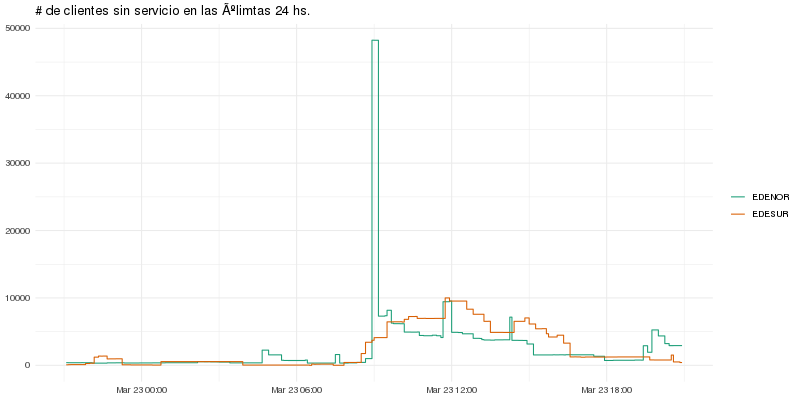 # de clientes sin servicio en las Ãºlimtas 24 hs.
50000
40000
30000
20000
10000
0
Mar 23 00:00
Mar 23 06:00
Mar 23 12:00
Mar 23 18:00
EDENOR
EDESUR